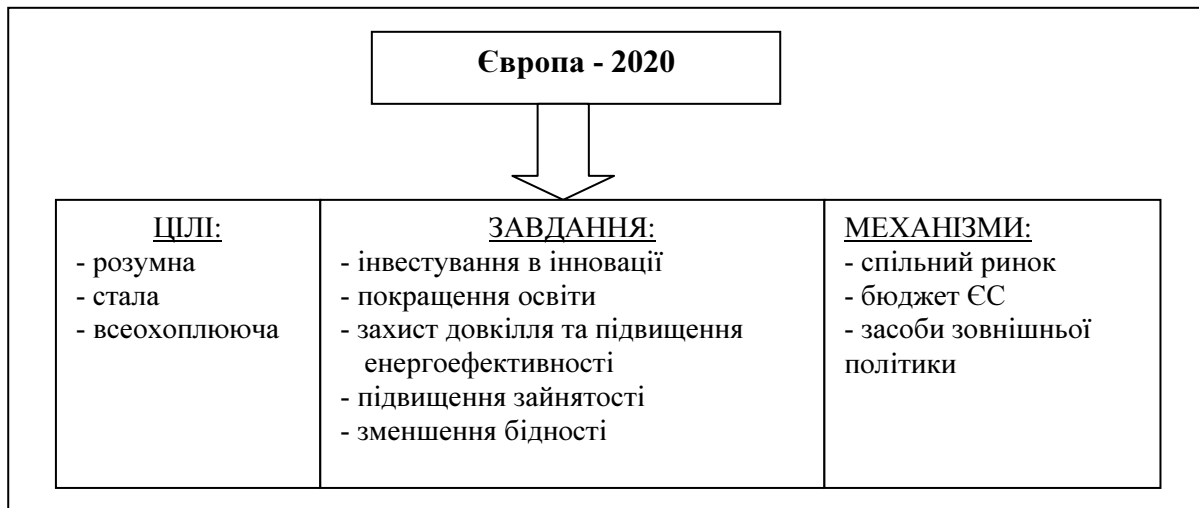 Європа - 2020
ЦІЛІ:
- розумна
- стала
- всеохоплююча
ЗАВДАННЯ:
- інвестування в інновації
- покращення освіти
- захист довкілля та підвищення
енергоефективності
- підвищення зайнятості
- зменшення бідності
МЕХАНІЗМИ:
- спільний ринок
- бюджет ЄС
- засоби зовнішньої
політики